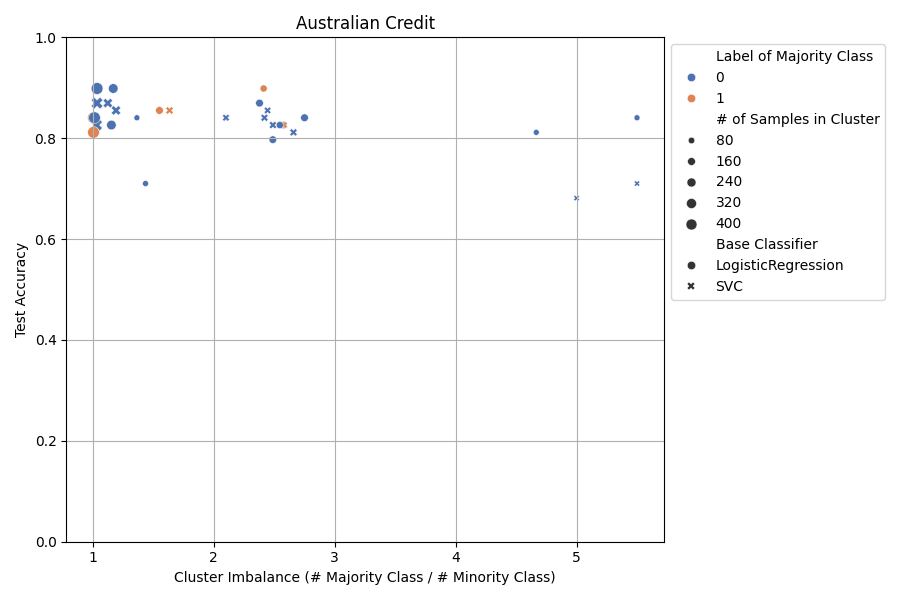 Australian Credit
1.0
0.8
0.6
0.4
0.2
0.0
Test Accuracy
1
2
3
4
5
Cluster Imbalance (# Majority Class / # Minority Class)
Label of Majority Class
0
1
# of Samples in Cluster
80
160
240
320
400
Base Classifier
LogisticRegression
SVC